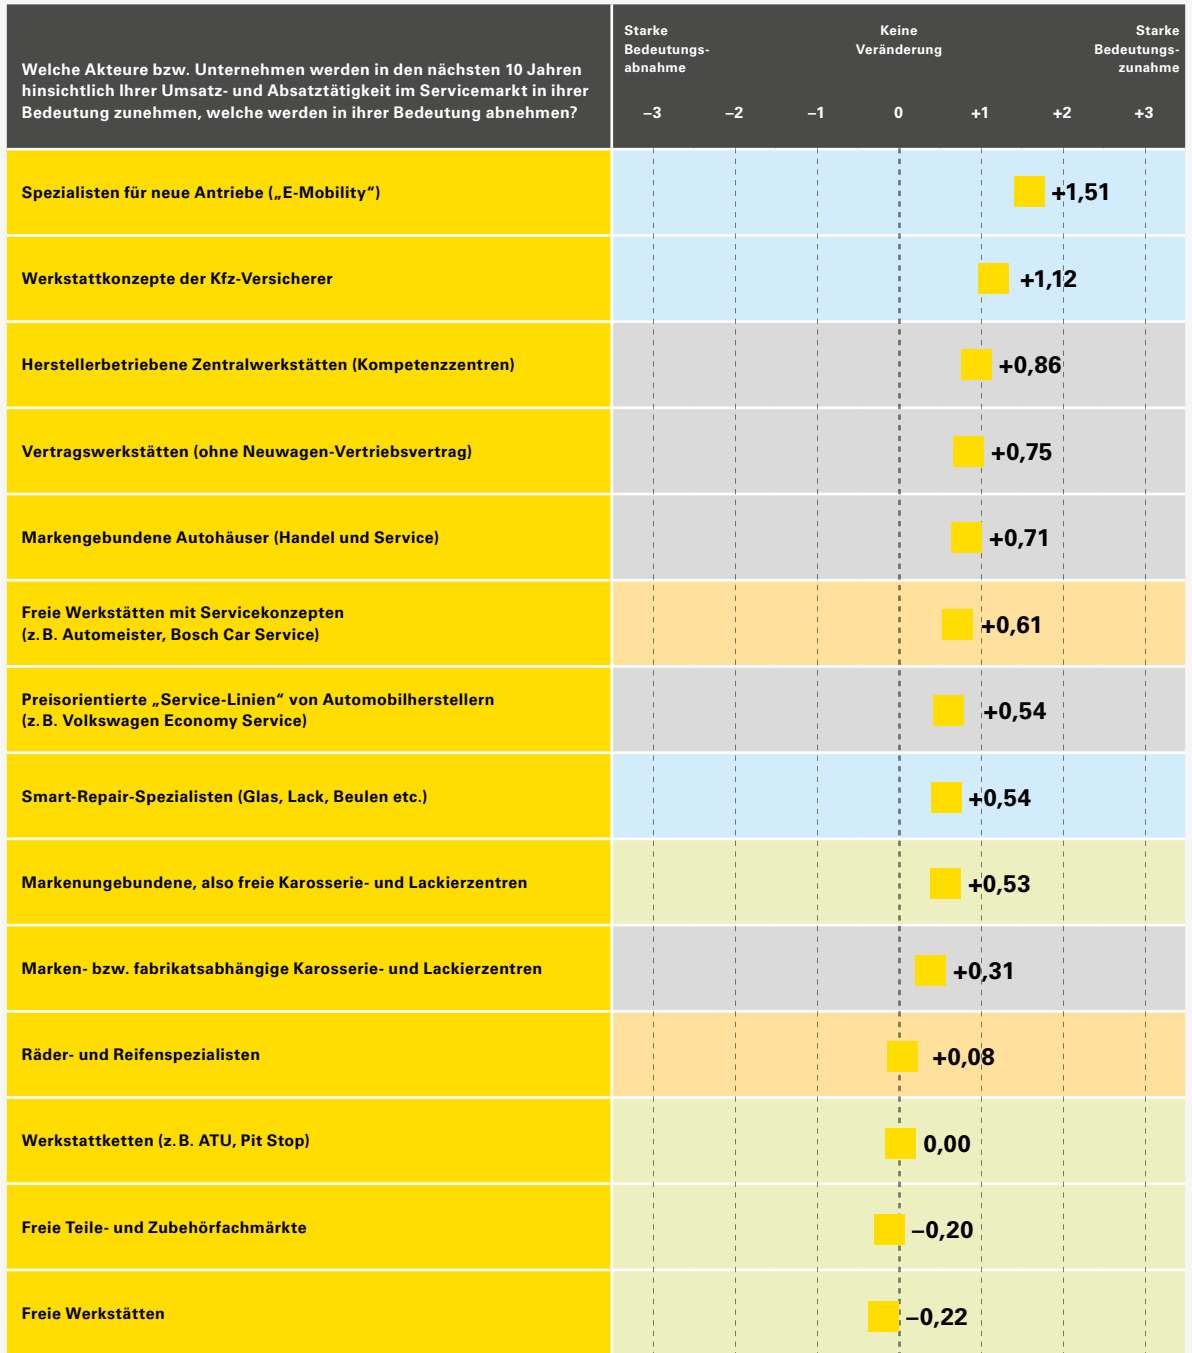 Welche Akteure bzw. Unternehmen werden in den nächsten 10 Jahren
hinsichtlich Ihrer Umsatz- und Absatztätigkeit im Servicemarkt in ihrer
Bedeutung zunehmen, welche werden in ihrer Bedeutung abnehmen?
Starke
Bedeutungs-
abnahme
Keine
Veränderung
Starke
Bedeutungs-
zunahme
–3 –2 –1 0 +1 +2 +3
Spezialisten für neue Antriebe („E-Mobility“) +1,51
Werkstattkonzepte der Kfz-Versicherer +1,12
Herstellerbetriebene Zentralwerkstätten (Kompetenzzentren) +0,86
Vertragswerkstätten (ohne Neuwagen-Vertriebsvertrag) +0,75
Markengebundene Autohäuser (Handel und Service) +0,71
Freie Werkstätten mit Servicekonzepten
(z. B. Automeister, Bosch Car Service) +0,61
Preisorientierte „Service-Linien“ von Automobilherstellern
(z. B. Volkswagen Economy Service) +0,54
Smart-Repair-Spezialisten (Glas, Lack, Beulen etc.) +0,54
Markenungebundene, also freie Karosserie- und Lackierzentren +0,53
Marken- bzw. fabrikatsabhängige Karosserie- und Lackierzentren +0,31
Räder- und Reifenspezialisten +0,08
Werkstattketten (z. B. ATU, Pit Stop) 0,00
Freie Teile- und Zubehörfachmärkte –0,20
Freie Werkstätten –0,22